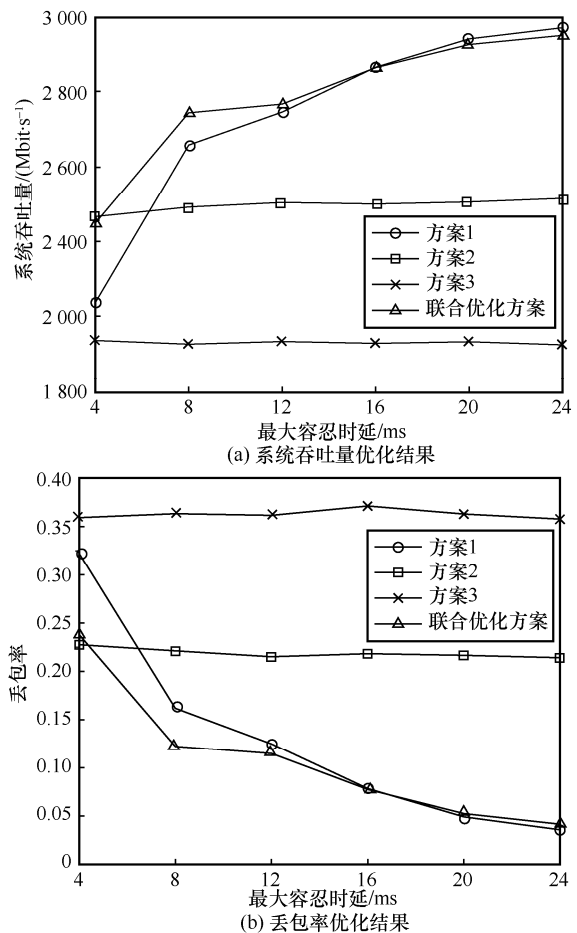 3 000
2 800
2 600
2 400
2 000
1 800
系统吞吐量/(Mbit·s⁻¹)
方案1
方案2
方案3
联合优化方案
4 8 12 16 20 24
最大容忍时延/ms
(a) 系统吞吐量优化结果
0.40
0.35
0.30
0.25
0.20
0.15
0.10
0.05
0
丢包率
方案1
方案2
方案3
联合优化方案
4 8 12 16 20 24
最大容忍时延/ms
(b) 丢包率优化结果